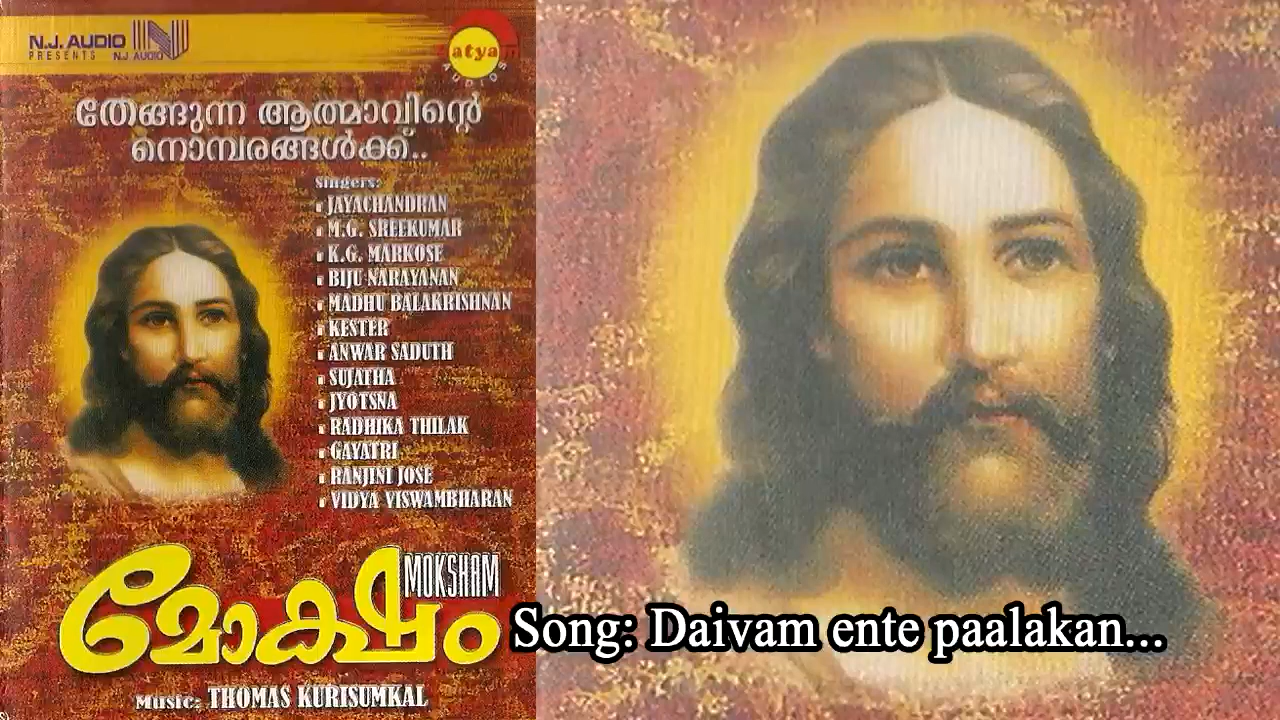 N.J. AUDIO
PRESENTS N.J AUDIO
Satyam
AUDIOS
തേങ്ങുന്ന ആത്മാവിന്റെ
നൊമ്പരങ്ങൾക്ക്..
Singers:
JAYACHANDRAN
M.G. SREEKUMAR
K.G. MARKOSE
BIJU NARAYANAN
MADHU BALAKRISHNAN
KESTER
ANWAR SADUTH
SUJATHA
JYOTSNA
RADHIKA THILAK
GAYATRI
RANJINI JOSE
VIDYA VISWAMBHARAN
MOKSHAM
മോക്ഷം
Song: Daivam ente paalakan...
Music: THOMAS KURISUMKAL